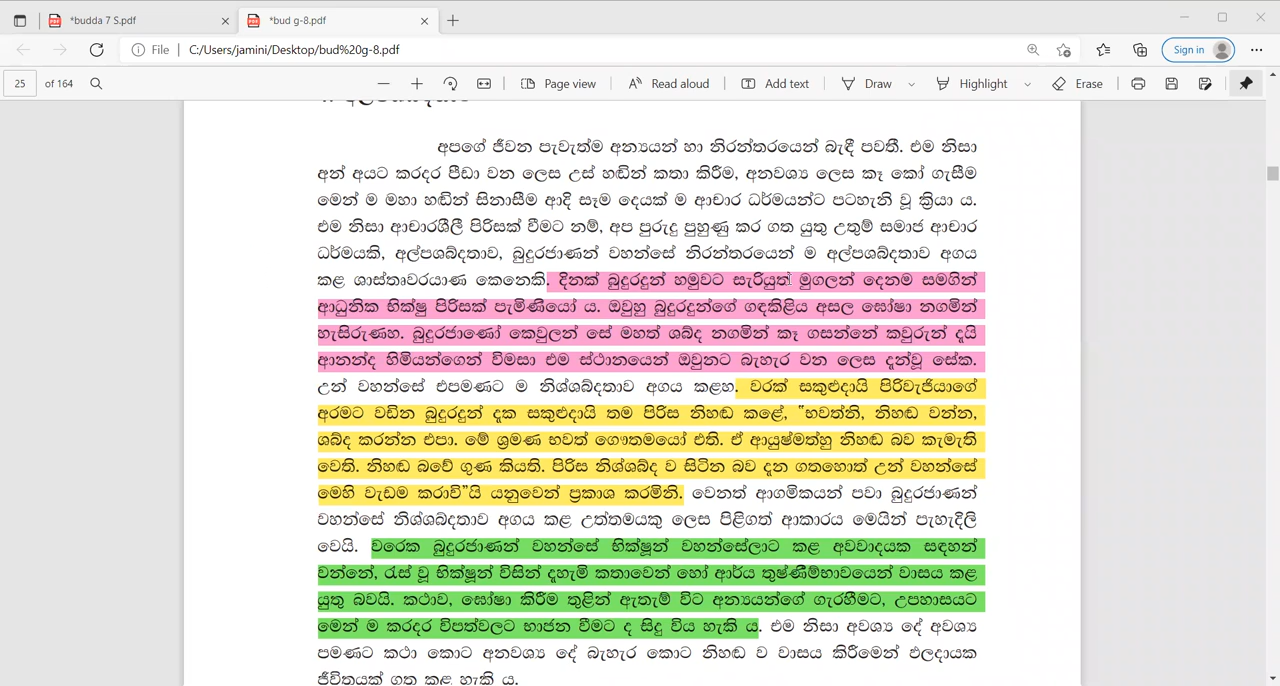 *budda 7 S.pdf
*bud g-8.pdf
File
C:/Users/jamini/Desktop/bud%20g-8.pdf
Sign in
25 of 164
Page view
Read aloud
Add text
Draw
Highlight
Erase
අපගේ ජීවන පැවැත්ම අන්‍යයන් හා නිරන්තරයෙන් බැඳී පවතී. එම නිසා
අන් අයට කරදර පීඩා වන ලෙස උස් හඬින් කතා කිරීම, අනවශ්‍ය ලෙස කෑ කෝ ගැසීම
මෙන් ම මහා හඬින් සිනාසීම ආදි සෑම දෙයක් ම ආචාර ධර්මයන්ට පටහැනි වූ ක්‍රියා ය.
එම නිසා ආචාරශීලී පිරිසක් වීමට නම්, අප පුරුදු පුහුණු කර ගත යුතු උතුම් සමාජ ආචාර
ධර්මයකි, අල්පශබ්දතාව, බුදුරජාණන් වහන්සේ නිරන්තරයෙන් ම අල්පශබ්දතාව අගය
කළ ශාස්තෘවරයාණ කෙනෙකි. දිනක් බුදුරදුන් හමුවට සැරියුත් මුගලන් දෙනම සමගින්
ආධුනික භික්ෂු පිරිසක් පැමිණියෝ ය. ඔවුහු බුදුරදුන්ගේ ගඳකිළිය අසල ඝෝෂා නගමින්
හැසිරුණහ. බුදුරජාණෝ කෙවුලන් සේ මහත් ශබ්ද නගමින් කෑ ගසන්නේ කවුරුන් දැයි
ආනන්ද හිමියන්ගෙන් විමසා එම ස්ථානයෙන් ඔවුනට බැහැර වන ලෙස දැන්වූ සේක.
උන් වහන්සේ එපමණට ම නිශ්ශබ්දතාව අගය කළහ. වරක් සකුළුදායි පිරිවැජියාගේ
අරමට වඩින බුදුරදුන් දැක සකුළුදායි තම පිරිස නිහඬ කළේ, "භවත්නි, නිහඬ වන්න,
ශබ්ද කරන්න එපා. මේ ශ්‍රමණ භවත් ගෞතමයෝ එති. ඒ ආයුෂ්මත්හු නිහඬ බව කැමැති
වෙති. නිහඬ බවේ ගුණ කියති. පිරිස නිශ්ශබ්ද ව සිටින බව දැන ගතහොත් උන් වහන්සේ
මෙහි වැඩම කරාවි"යි යනුවෙන් ප්‍රකාශ කරමිනි. වෙනත් ආගමිකයන් පවා බුදුරජාණන්
වහන්සේ නිශ්ශබ්දතාව අගය කළ උත්තමයකු ලෙස පිළිගත් ආකාරය මෙයින් පැහැදිලි
වෙයි. වරෙක බුදුරජාණන් වහන්සේ භික්ෂූන් වහන්සේලාට කළ අවවාදයක සඳහන්
වන්නේ, රැස් වූ භික්ෂූන් විසින් දැහැමි කතාවෙන් හෝ ආර්ය තුෂ්ණීම්භාවයෙන් වාසය කළ
යුතු බවයි. කථාව, ඝෝෂා කිරීම තුළින් ඇතැම් විට අන්‍යයන්ගේ ගැරහීමට, උපහාසයට
මෙන් ම කරදර විපත්වලට භාජන වීමට ද සිදු විය හැකි ය. එම නිසා අවශ්‍ය දේ අවශ්‍ය
පමණට කථා කොට අනවශ්‍ය දේ බැහැර කොට නිහඬ ව වාසය කිරීමෙන් ඵලදායක
ජීවිතයක් ගත කළ හැකි ය.